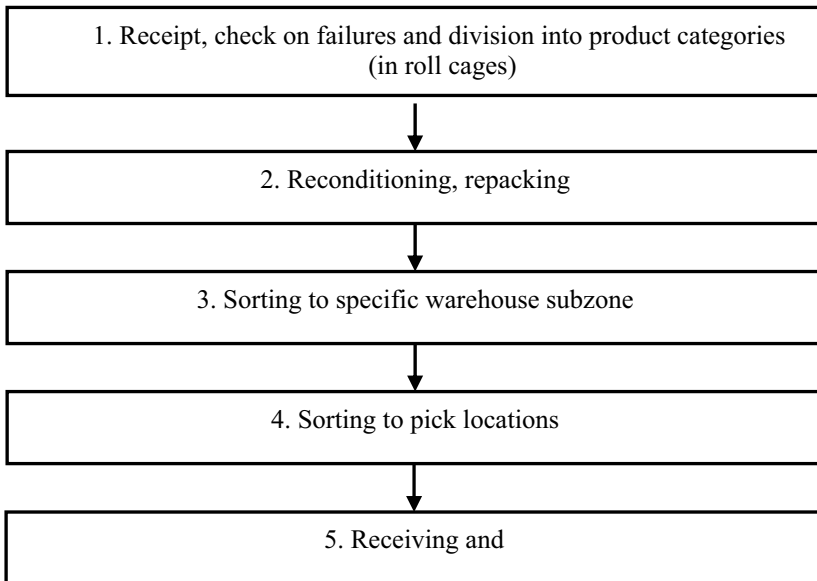 1. Receipt, check on failures and division into product categories
(in roll cages)
2. Reconditioning, repacking
3. Sorting to specific warehouse subzone
4. Sorting to pick locations
5. Receiving and